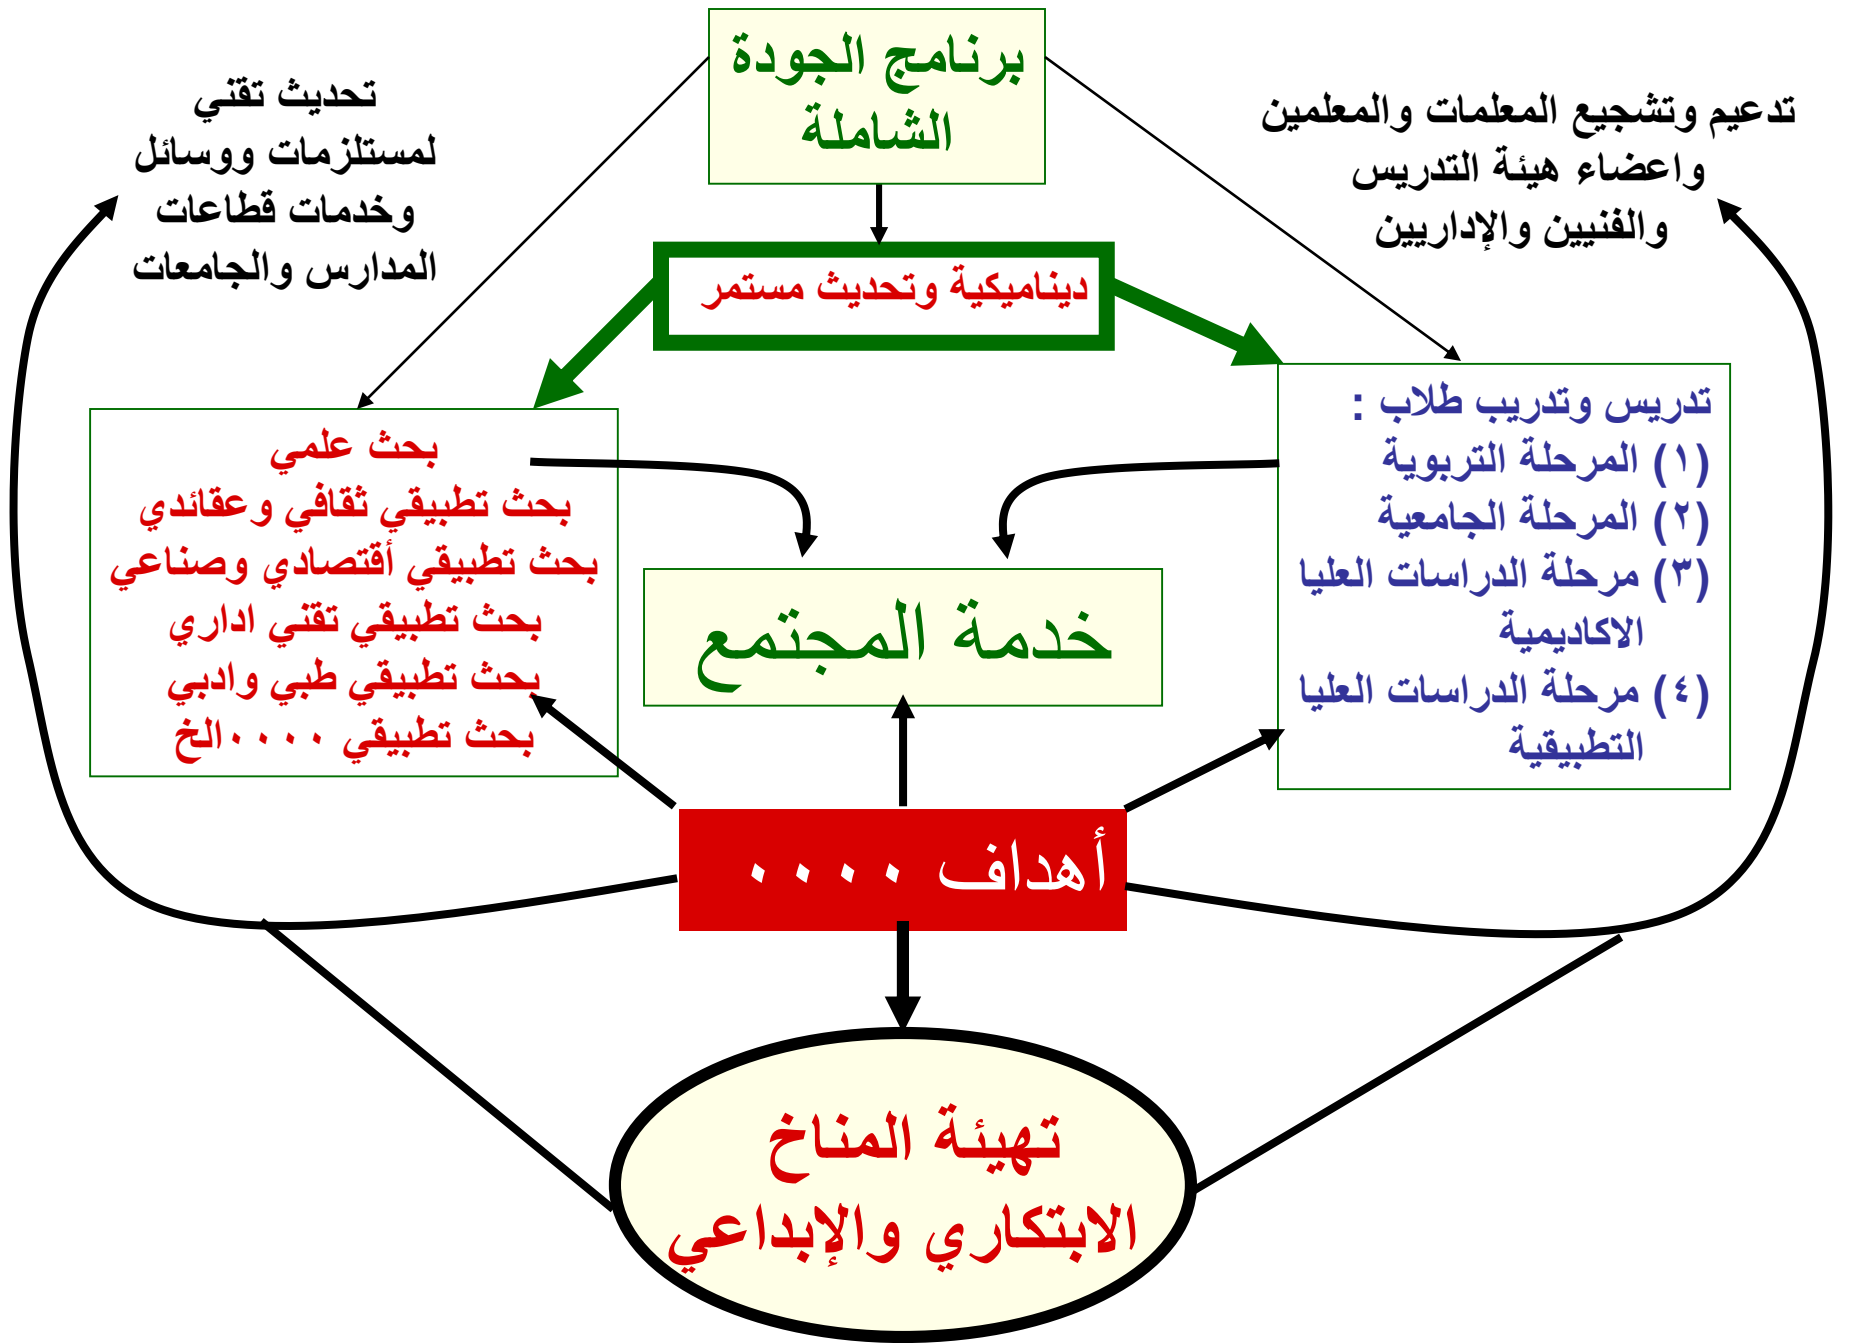 برنامج الجودة
الشاملة
تدعيم وتشجيع المعلمات والمعلمين
واعضاء هيئة التدريس
والفنيين والإداريين
تحديث تقني
لمستلزمات ووسائل
وخدمات قطاعات
المدارس والجامعات
ديناميكية وتحديث مستمر
تدريس وتدريب طلاب :
(١) المرحلة التربوية
(٢) المرحلة الجامعية
(٣) مرحلة الدراسات العليا
الاكاديمية
(٤) مرحلة الدراسات العليا
التطبيقية
بحث علمي
بحث تطبيقي ثقافي وعقائدي
بحث تطبيقي أقتصادي وصناعي
بحث تطبيقي تقني اداري
بحث تطبيقي طبي وادبي
بحث تطبيقي ٠٠٠٠الخ
خدمة المجتمع
أهداف ٠٠٠٠
تهيئة المناخ
الابتكاري والإبداعي